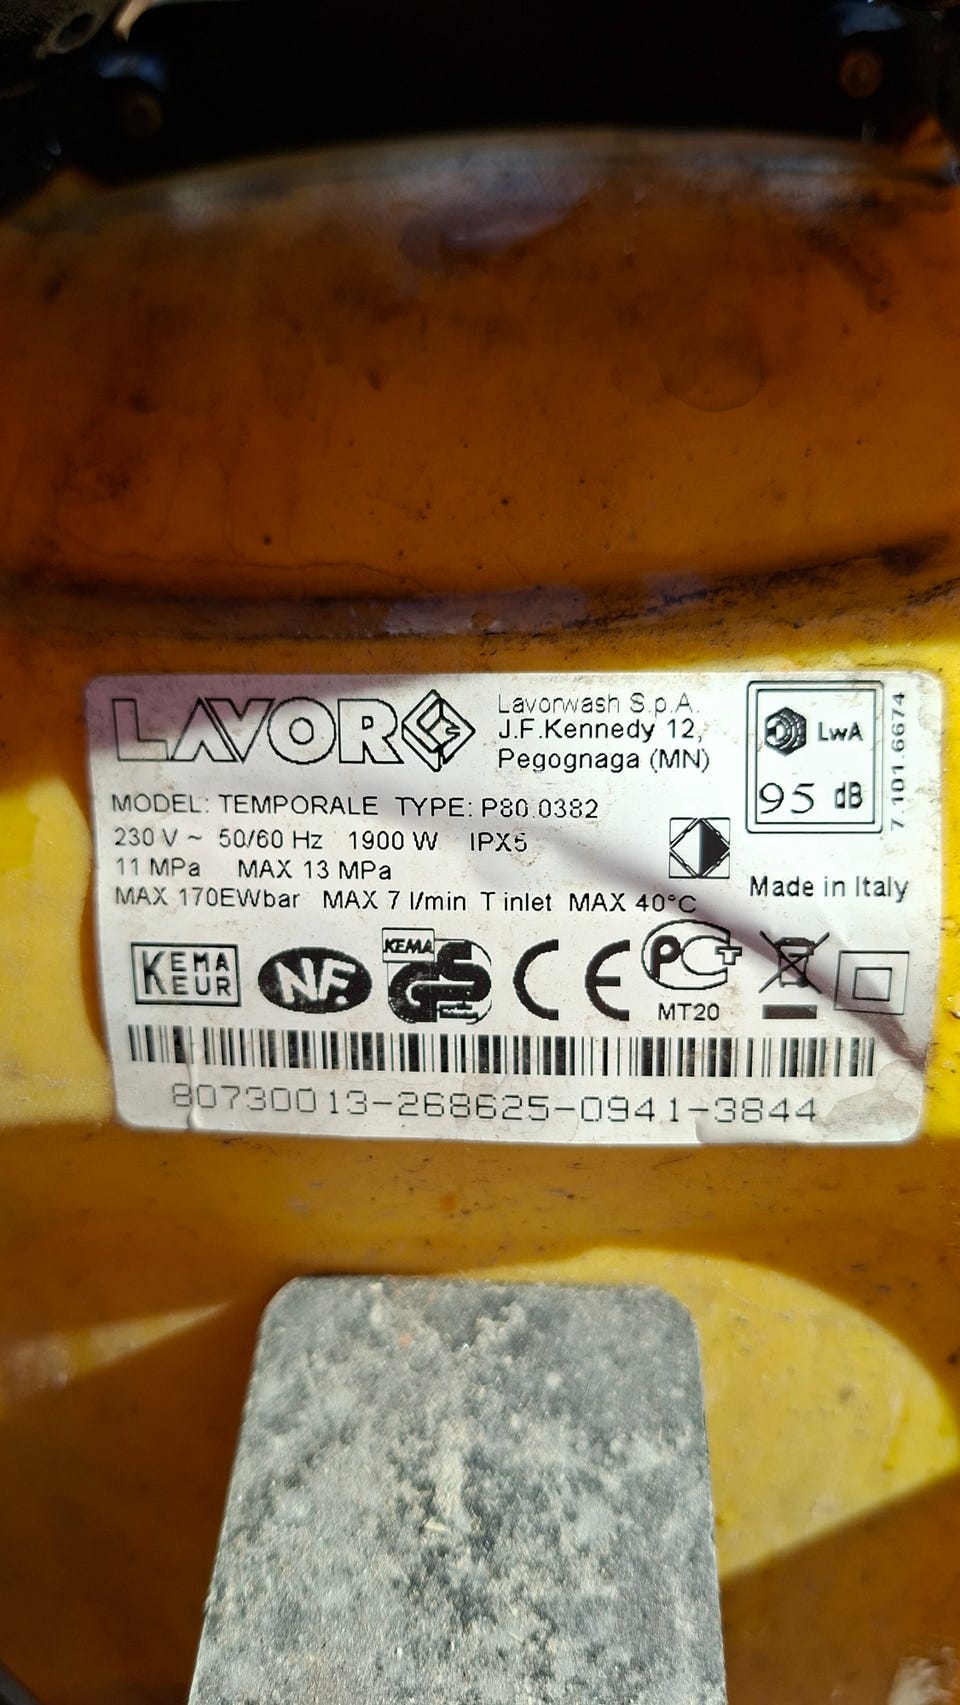 LAVOR
Lavorwash S.p.A.
J.F.Kennedy 12,
Pegognaga (MN)
LwA
95 dB
7.101.6674
MODEL: TEMPORALE TYPE: P80.0382
230 V ~ 50/60 Hz 1900 W IPX5
11 MPa MAX 13 MPa
MAX 170EWbar MAX 7 l/min T inlet MAX 40°C
Made in Italy
KEMA
KEUR
NF
KEMA
GS
CE
PCT
MT20
80730013-268625-0941-3844